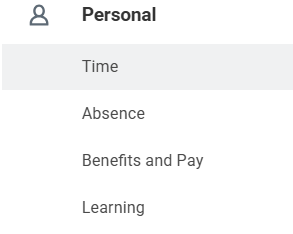 Personal
Time
Absence
Benefits and Pay
Learning